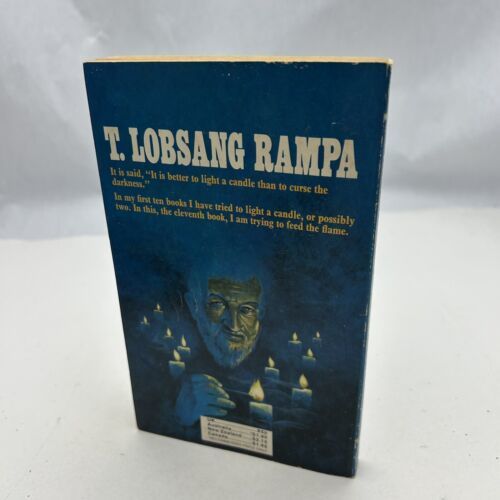 T. LOBSANG RAMPA
It is said, "It is better to light a candle than to curse the
darkness."
In my first ten books I have tried to light a candle, or possibly
two. In this, the eleventh book, I am trying to feed the flame.
UK
Australia
New Zealand
Canada